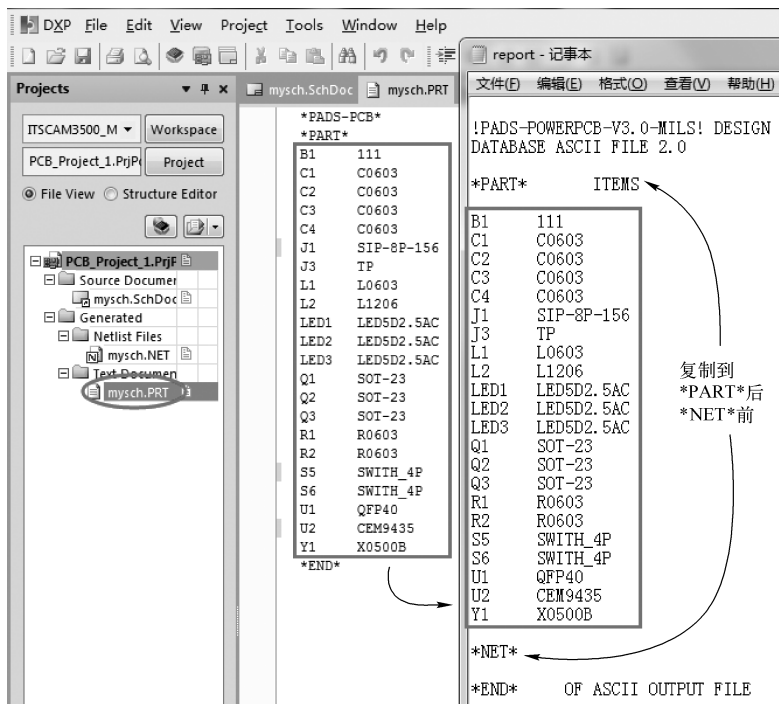 DXP File Edit View Project Tools Window Help
Projects
ITSCAM3500_M Workspace
PCB_Project_1.PrjP Project
File View Structure Editor
PCB_Project_1.PrjF
Source Documen
mysch.SchDoc
Generated
Netlist Files
mysch.NET
Text Documen
mysch.PRT
mysch.SchDoc mysch.PRT
*PADS-PCB*
*PART*
B1 111
C1 C0603
C2 C0603
C3 C0603
C4 C0603
J1 SIP-8P-156
J3 TP
L1 L0603
L2 L1206
LED1 LED5D2.5AC
LED2 LED5D2.5AC
LED3 LED5D2.5AC
Q1 SOT-23
Q2 SOT-23
Q3 SOT-23
R1 R0603
R2 R0603
S5 SWITH_4P
S6 SWITH_4P
U1 QFP40
U2 CEM9435
Y1 X0500B
*END*
report - 记事本
文件(F) 编辑(E) 格式(O) 查看(V) 帮助(H)
!PADS-POWERPCB-V3.0-MILS! DESIGN
DATABASE ASCII FILE 2.0
*PART* ITEMS
B1 111
C1 C0603
C2 C0603
C3 C0603
C4 C0603
J1 SIP-8P-156
J3 TP
L1 L0603
L2 L1206
LED1 LED5D2.5AC
LED2 LED5D2.5AC
LED3 LED5D2.5AC
Q1 SOT-23
Q2 SOT-23
Q3 SOT-23
R1 R0603
R2 R0603
S5 SWITH_4P
S6 SWITH_4P
U1 QFP40
U2 CEM9435
Y1 X0500B
*NET*
*END* OF ASCII OUTPUT FILE
复制到
*PART*后
*NET*前